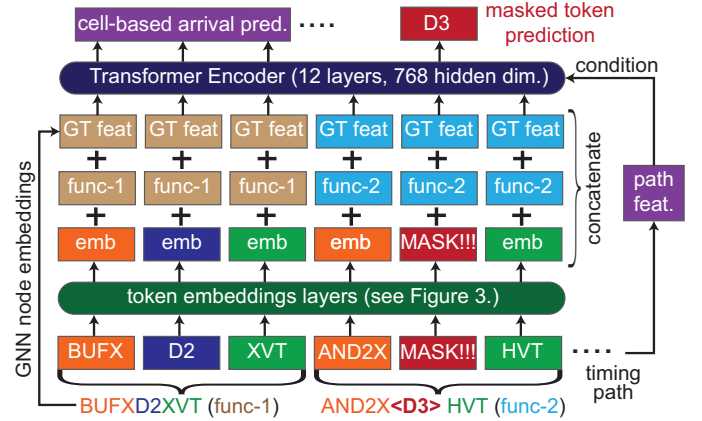 cell-based arrival pred. .... D3 masked token
prediction
Transformer Encoder (12 layers, 768 hidden dim.) condition
GT feat GT feat GT feat GT feat GT feat GT feat
+ + + + + +
func-1 func-1 func-1 func-2 func-2 func-2
+ + + + + +
emb emb emb emb MASK!!! emb
concatenate
path
feat.
GNN node embeddings
token embeddings layers (see Figure 3.)
BUFX D2 XVT AND2X MASK!!! HVT ....
timing
path
BUFXD2XVT (func-1) AND2X<D3> HVT (func-2)